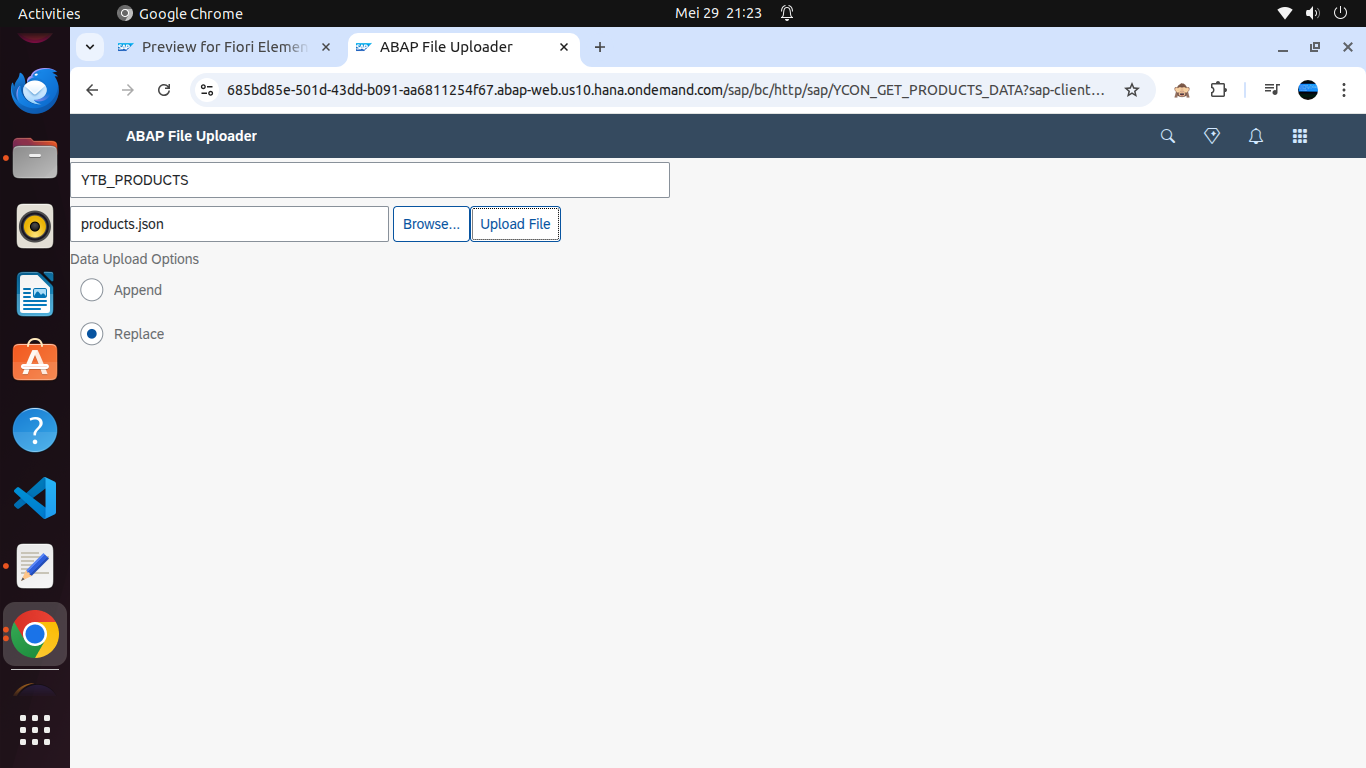 Activities
Google Chrome
Mei 29 21:23
Preview for Fiori Elemen
ABAP File Uploader
685bd85e-501d-43dd-b091-aa6811254f67.abap-web.us10.hana.ondemand.com/sap/bc/http/sap/YCON_GET_PRODUCTS_DATA?sap-client...
ABAP File Uploader
YTB_PRODUCTS
products.json
Browse...
Upload File
Data Upload Options
Append
Replace